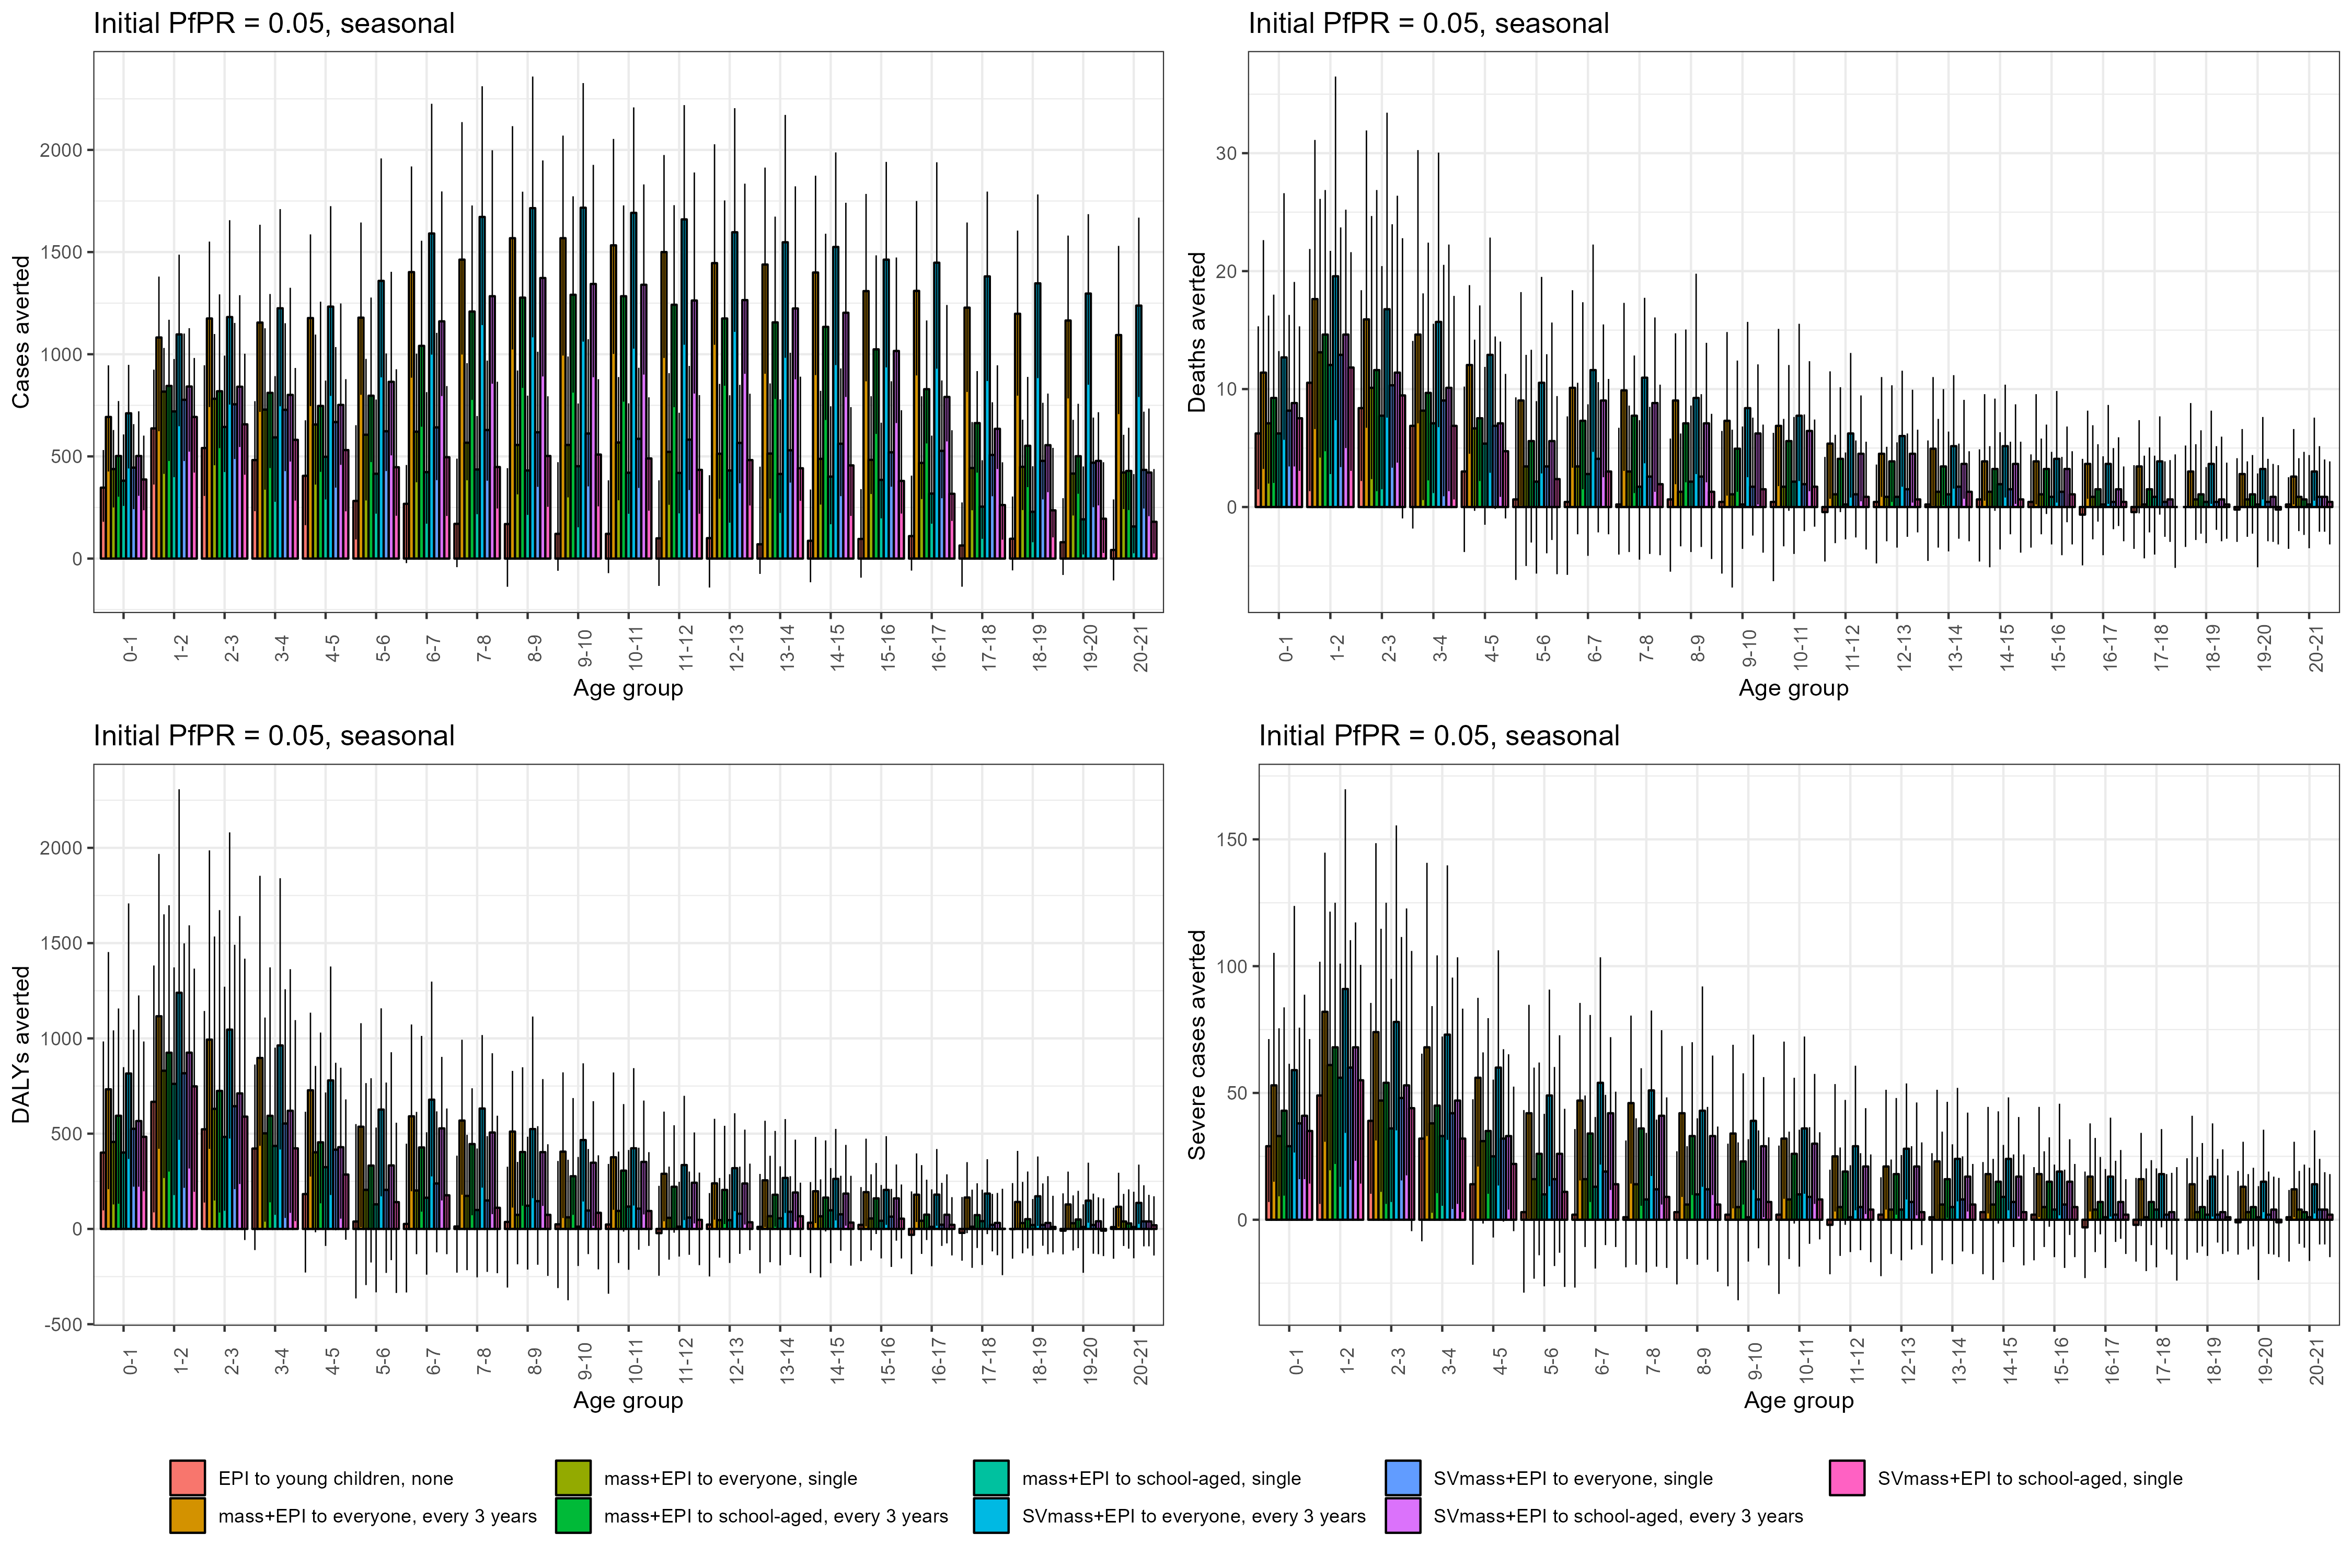 Initial PfPR = 0.05, seasonal
Cases averted
2000
1500
1000
500
0
0-1 1-2 2-3 3-4 4-5 5-6 6-7 7-8 8-9 9-10 10-11 11-12 12-13 13-14 14-15 15-16 16-17 17-18 18-19 19-20 20-21
Age group
Initial PfPR = 0.05, seasonal
Deaths averted
30
20
10
0
0-1 1-2 2-3 3-4 4-5 5-6 6-7 7-8 8-9 9-10 10-11 11-12 12-13 13-14 14-15 15-16 16-17 17-18 18-19 19-20 20-21
Age group
Initial PfPR = 0.05, seasonal
DALYs averted
2000
1500
1000
500
0
-500
0-1 1-2 2-3 3-4 4-5 5-6 6-7 7-8 8-9 9-10 10-11 11-12 12-13 13-14 14-15 15-16 16-17 17-18 18-19 19-20 20-21
Age group
Initial PfPR = 0.05, seasonal
Severe cases averted
150
100
50
0
0-1 1-2 2-3 3-4 4-5 5-6 6-7 7-8 8-9 9-10 10-11 11-12 12-13 13-14 14-15 15-16 16-17 17-18 18-19 19-20 20-21
Age group
EPI to young children, none
mass+EPI to everyone, every 3 years
mass+EPI to everyone, single
mass+EPI to school-aged, every 3 years
mass+EPI to school-aged, single
SVmass+EPI to everyone, every 3 years
SVmass+EPI to everyone, single
SVmass+EPI to school-aged, every 3 years
SVmass+EPI to school-aged, single